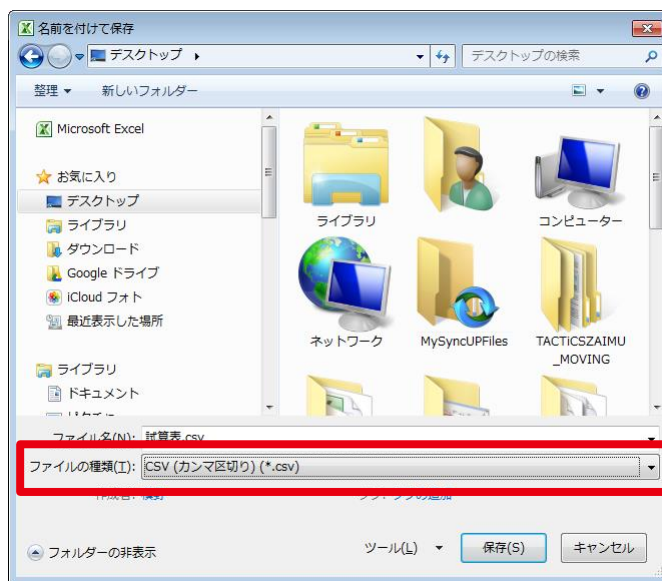 名前を付けて保存
デスクトップ
デスクトップの検索
整理 新しいフォルダー
Microsoft Excel
お気に入り
デスクトップ
ライブラリ
ダウンロード
Google ドライブ
iCloud フォト
最近表示した場所
ライブラリ
ドキュメント
ライブラリ
コンピューター
ネットワーク
MySyncUPFiles
TACTiCSZAIMU
_MOVING
ファイル名(N): 試算表.csv
ファイルの種類(T): CSV (カンマ区切り) (*.csv)
フォルダーの非表示
ツール(L)
保存(S)
キャンセル